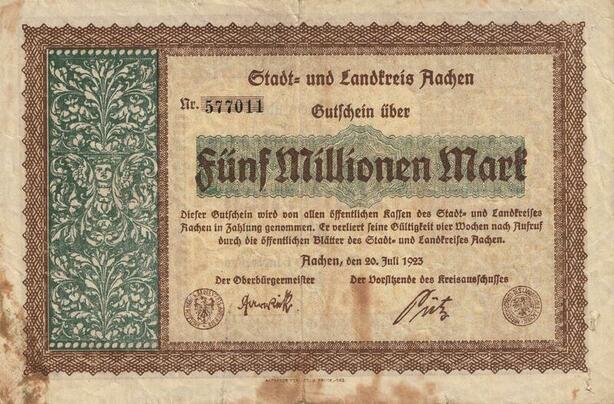 Stadt- und Landkreis Aachen
Nr. 577011
Gutschein über
Fünf Millionen Mark
Dieser Gutschein wird von allen öffentlichen Kassen des Stadt- und Landkreises
Aachen in Zahlung genommen. Er verliert seine Gültigkeit vier Wochen nach Aufruf
durch die öffentlichen Blätter des Stadt- und Landkreises Aachen.
Aachen, den 20. Juli 1923
Der Oberbürgermeister Der Vorsitzende des Kreisausschusses